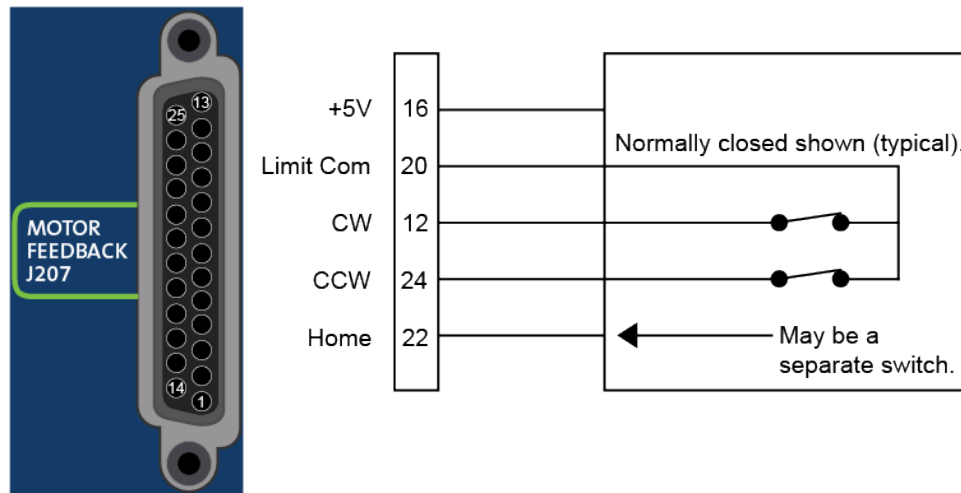 13
25
MOTOR
FEEDBACK
J207
14
1
+5V 16
Normally closed shown (typical).
Limit Com 20
CW 12
CCW 24
Home 22
May be a
separate switch.